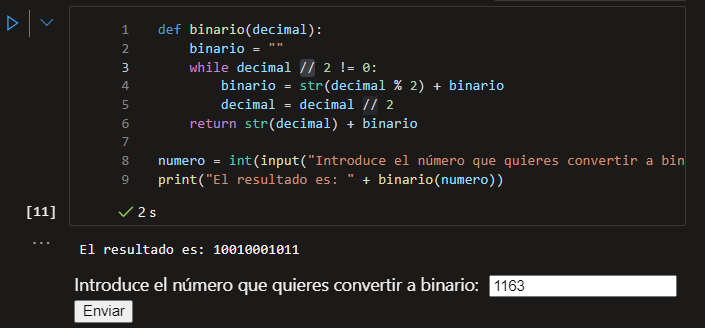 1 def binario(decimal):
2 binario = ""
3 while decimal // 2 != 0:
4 binario = str(decimal % 2) + binario
5 decimal = decimal // 2
6 return str(decimal) + binario
7
8 numero = int(input("Introduce el número que quieres convertir a bin
9 print("El resultado es: " + binario(numero))
[11] 2 s
... El resultado es: 10010001011
Introduce el número que quieres convertir a binario: 1163
Enviar